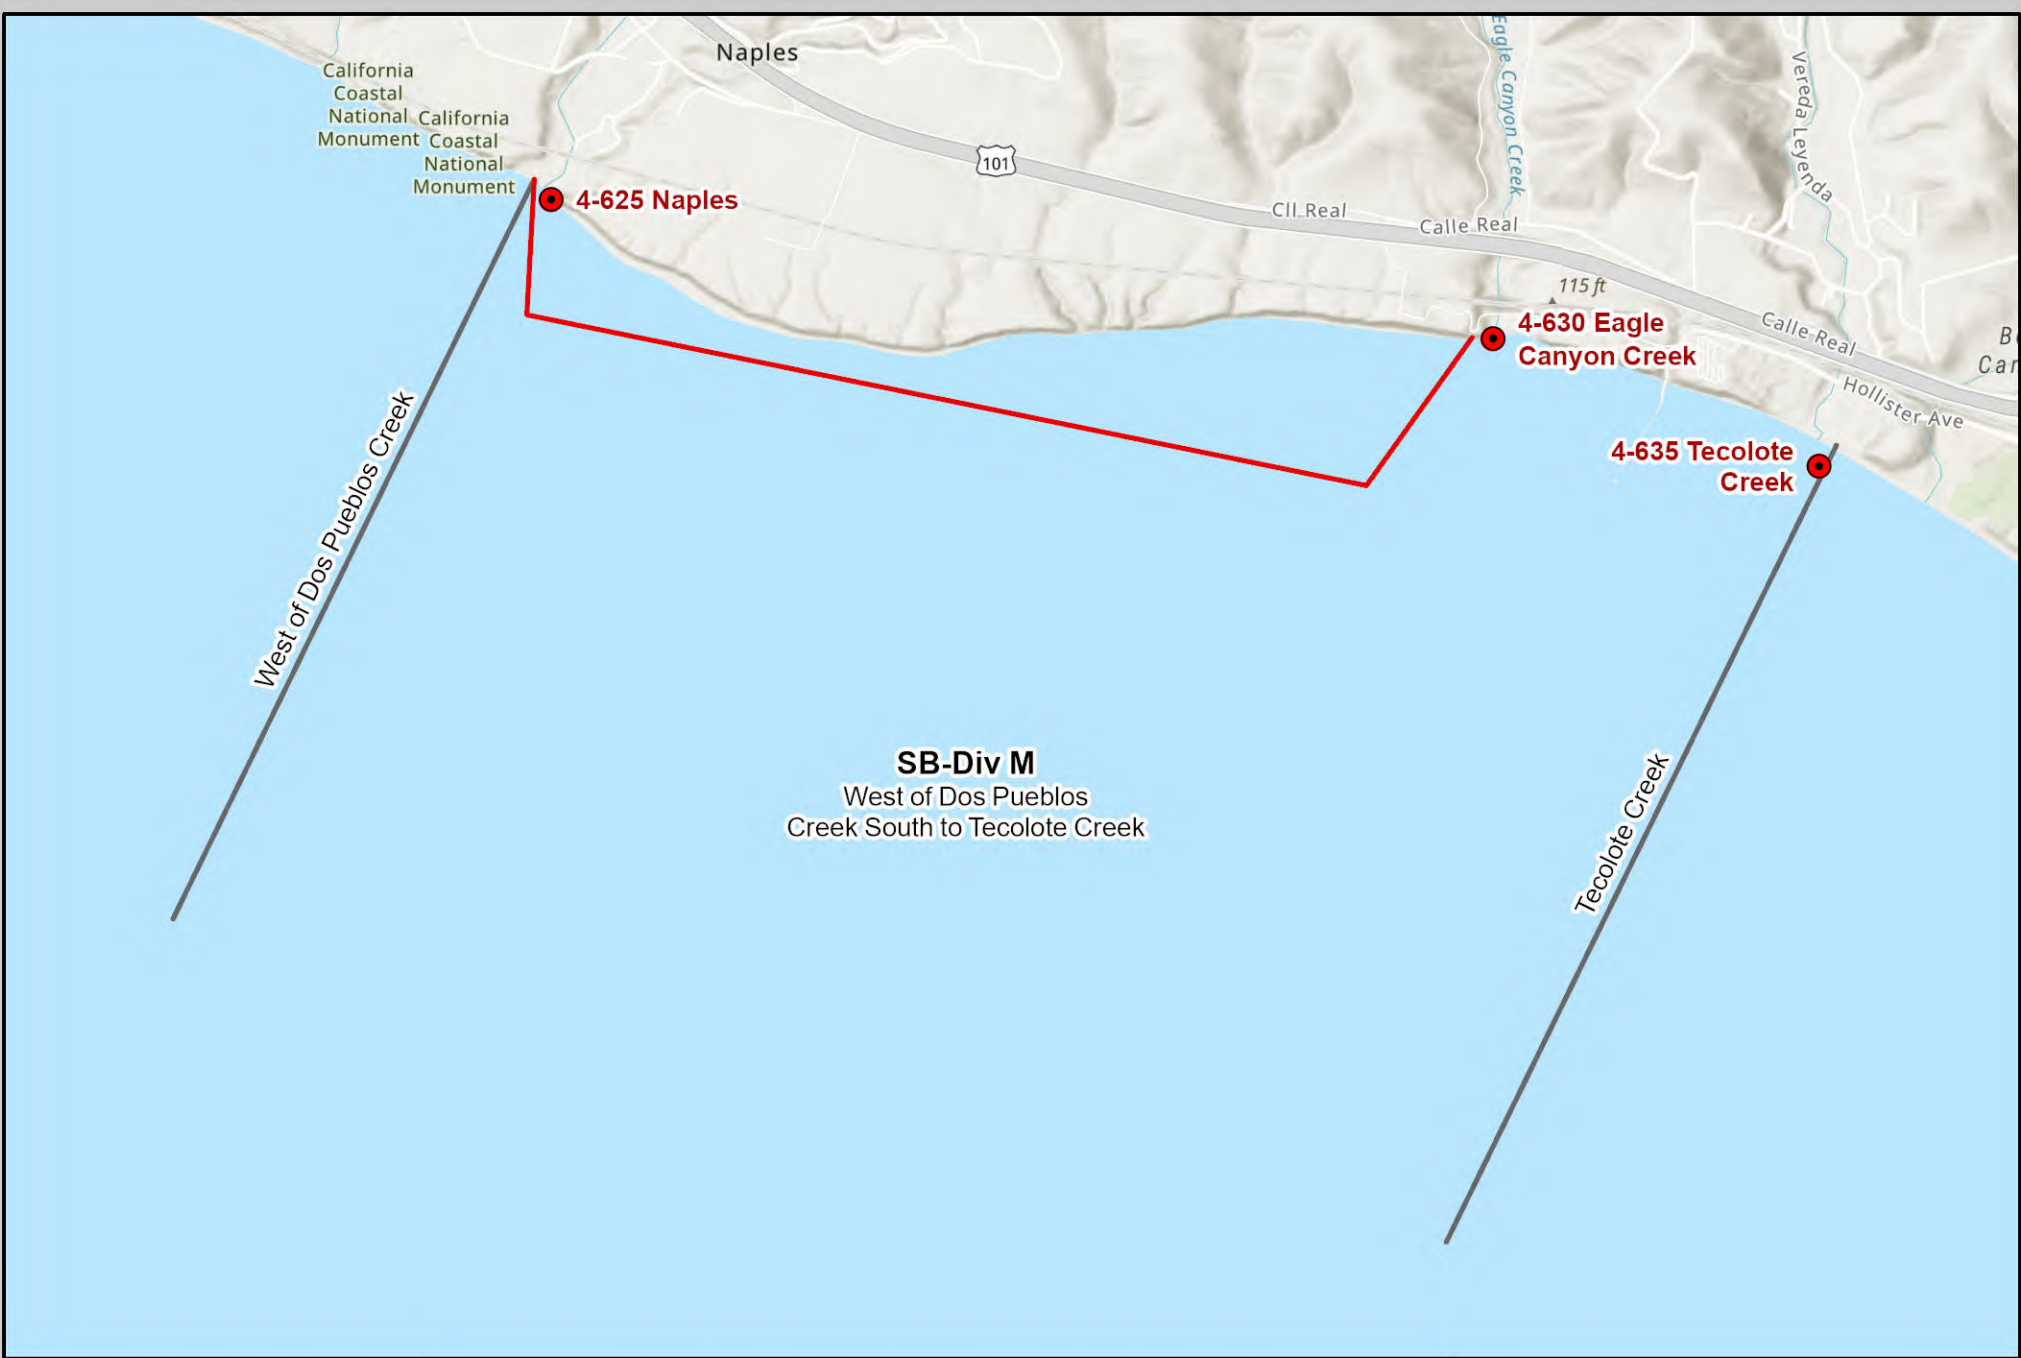 Naples
California
Coastal
National
Monument
California
Coastal
National
Monument
101
Eagle Canyon Creek
Vereda Leyenda
4-625 Naples
Cll Real
Calle Real
115 ft
4-630 Eagle
Canyon Creek
Calle Real
Hollister Ave
4-635 Tecolote
Creek
West of Dos Pueblos Creek
SB-Div M
West of Dos Pueblos
Creek South to Tecolote Creek
Tecolote Creek